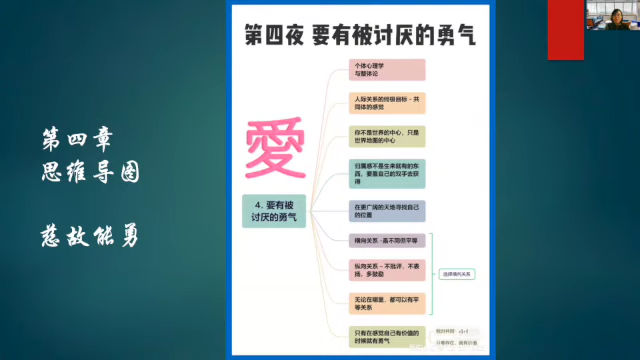 第四夜 要有被讨厌的勇气
第四章
思维导图
慈故能勇
愛
4. 要有被
讨厌的勇气
个体心理学
与整体论
人际关系的终极目标 - 共
同体的感觉
你不是世界的中心，只是
世界地图的中心
归属感不是生来就有的东
西，要靠自己的双手去获
得
在更广阔的天地寻找自己
的位置
横向关系 -虽不同但平等
纵向关系 – 不批评，不表
扬，多鼓励
无论在哪里，都可以有平
等关系
选择横向关系
只有在感觉自己有价值的
时候就有勇气